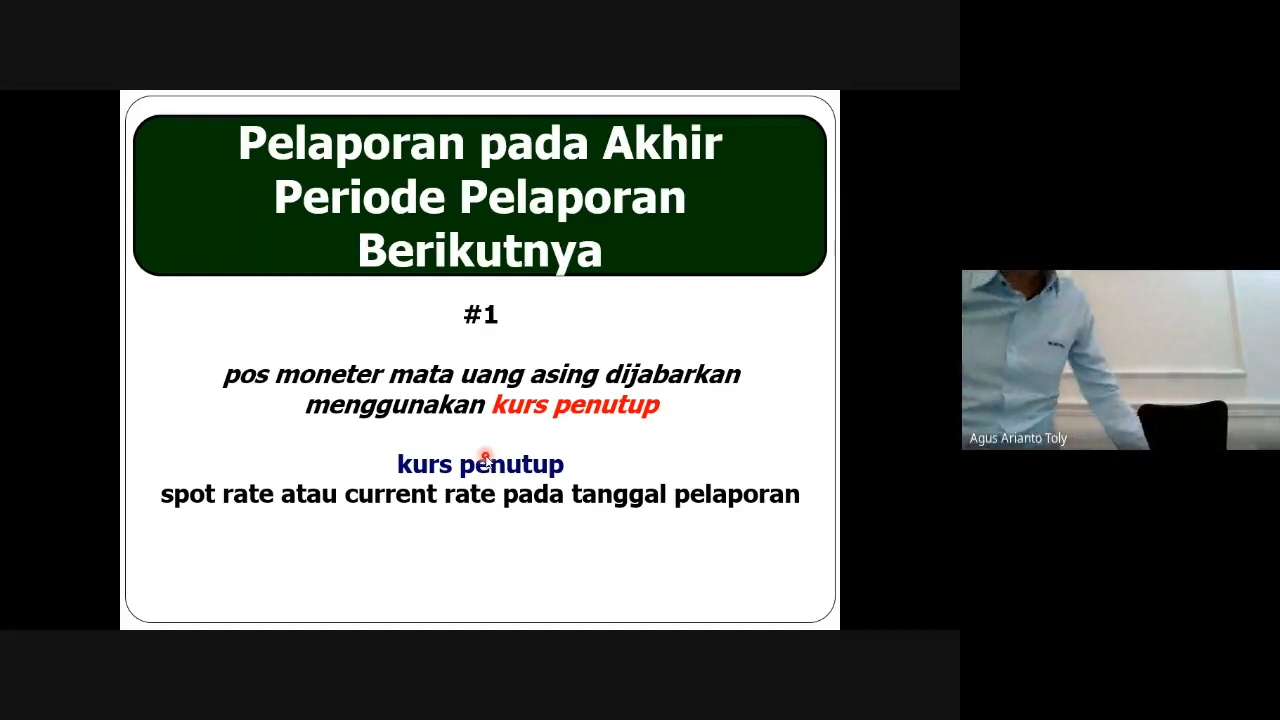 Pelaporan pada Akhir
Periode Pelaporan
Berikutnya
#1
pos moneter mata uang asing dijabarkan
menggunakan kurs penutup
kurs penutup
spot rate atau current rate pada tanggal pelaporan
Agus Arianto Toly